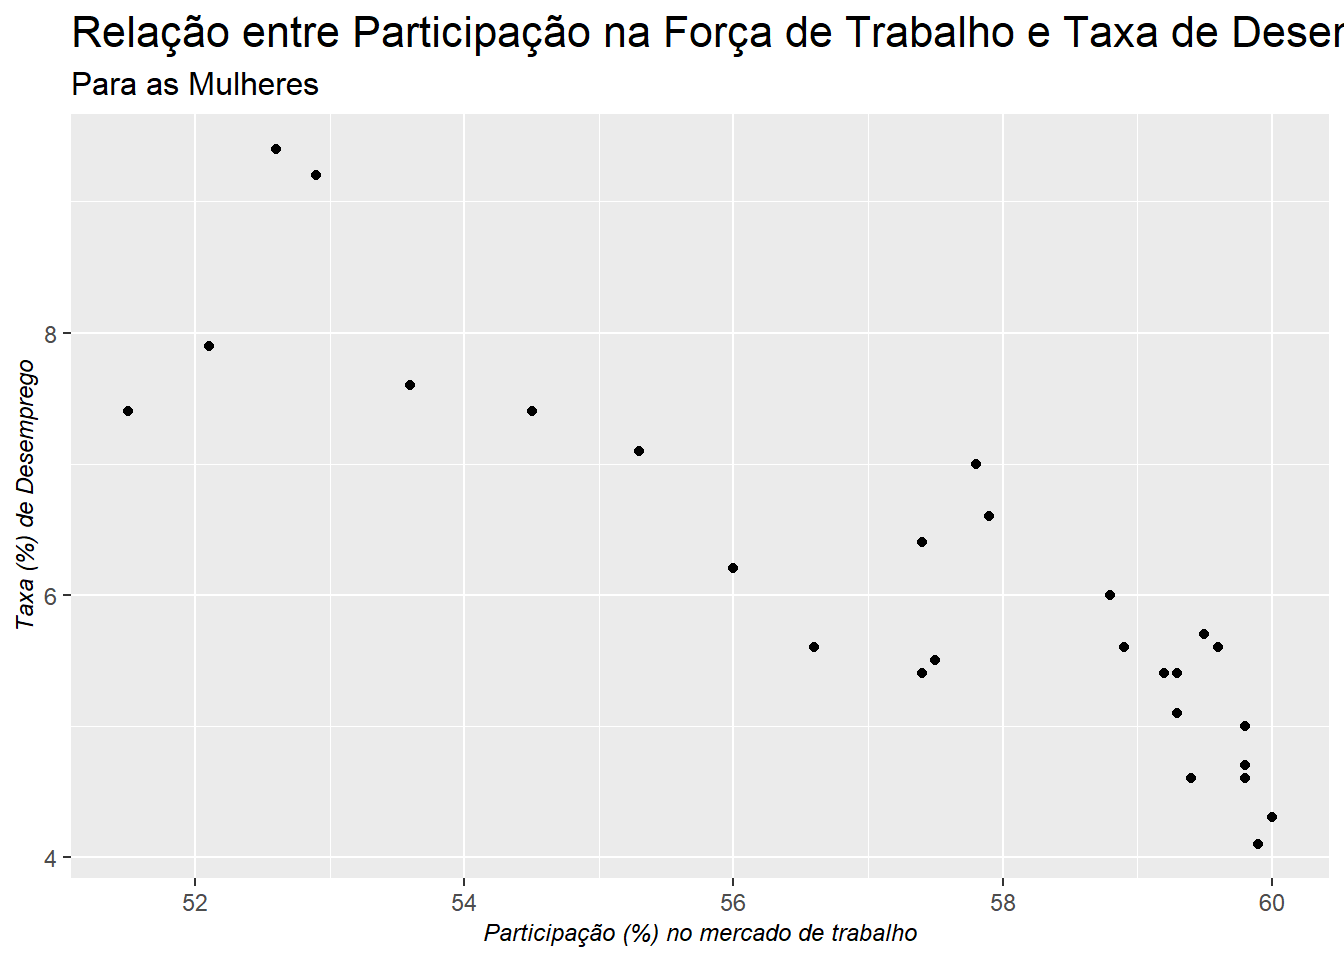 Relação entre Participação na Força de Trabalho e Taxa de
Para as Mulheres
8
6
4
Taxa (%) de Desemprego
52 54 56 58 60
Participação (%) no mercado de trabalho